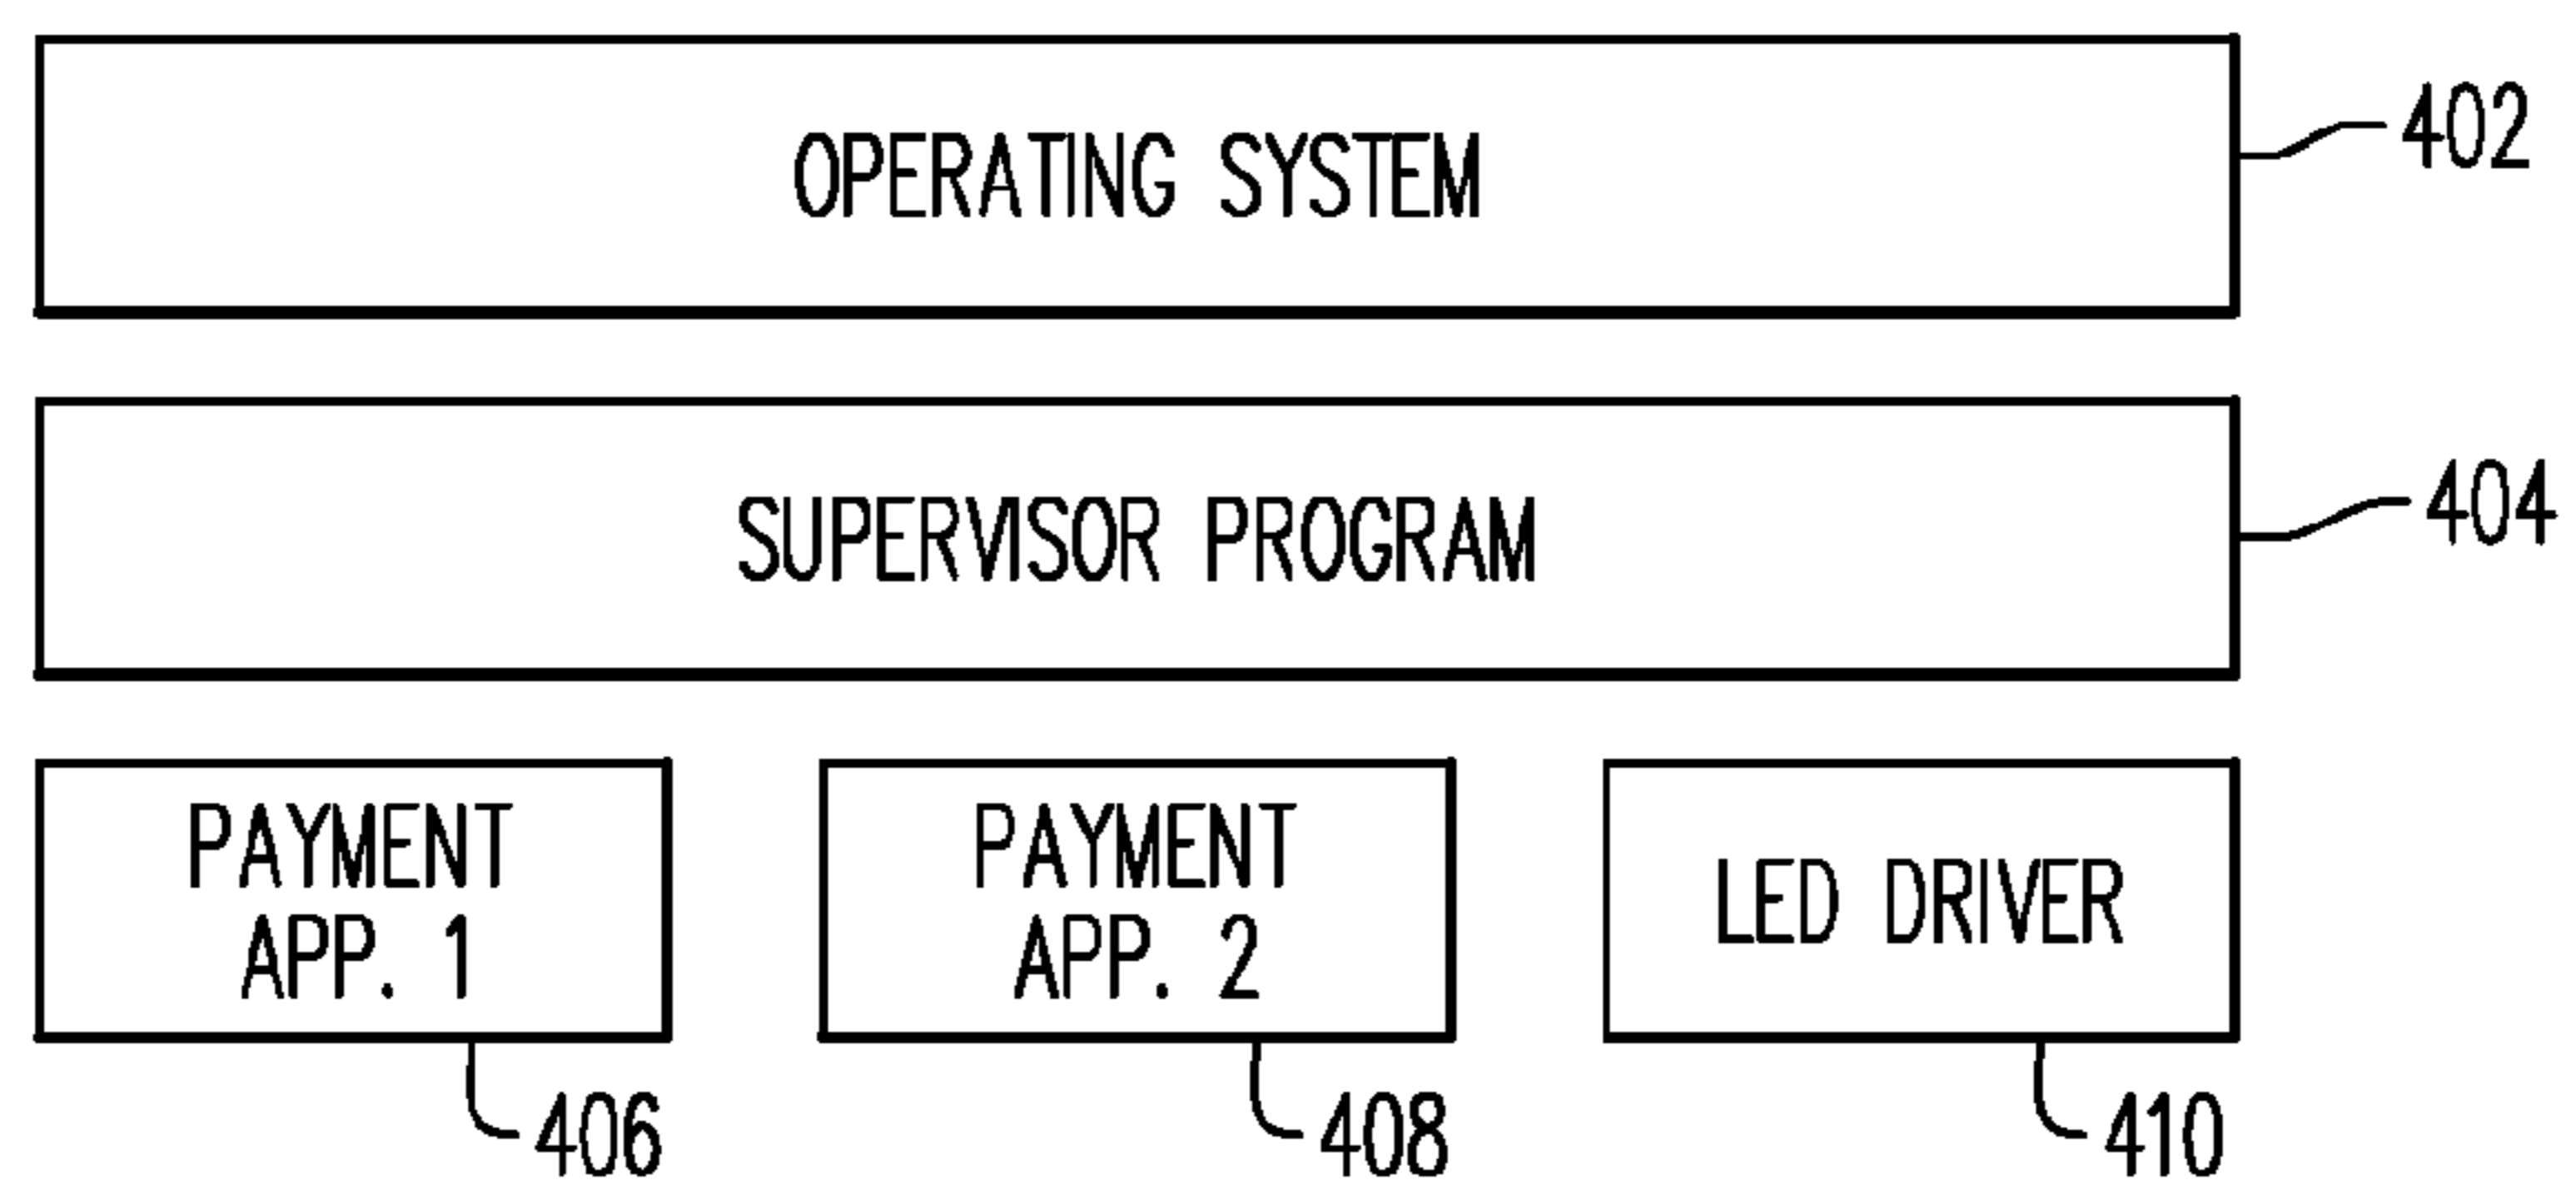 OPERATING SYSTEM
402
SUPERVISOR PROGRAM
404
PAYMENT
APP. 1
PAYMENT
APP. 2
LED DRIVER
406
408
410